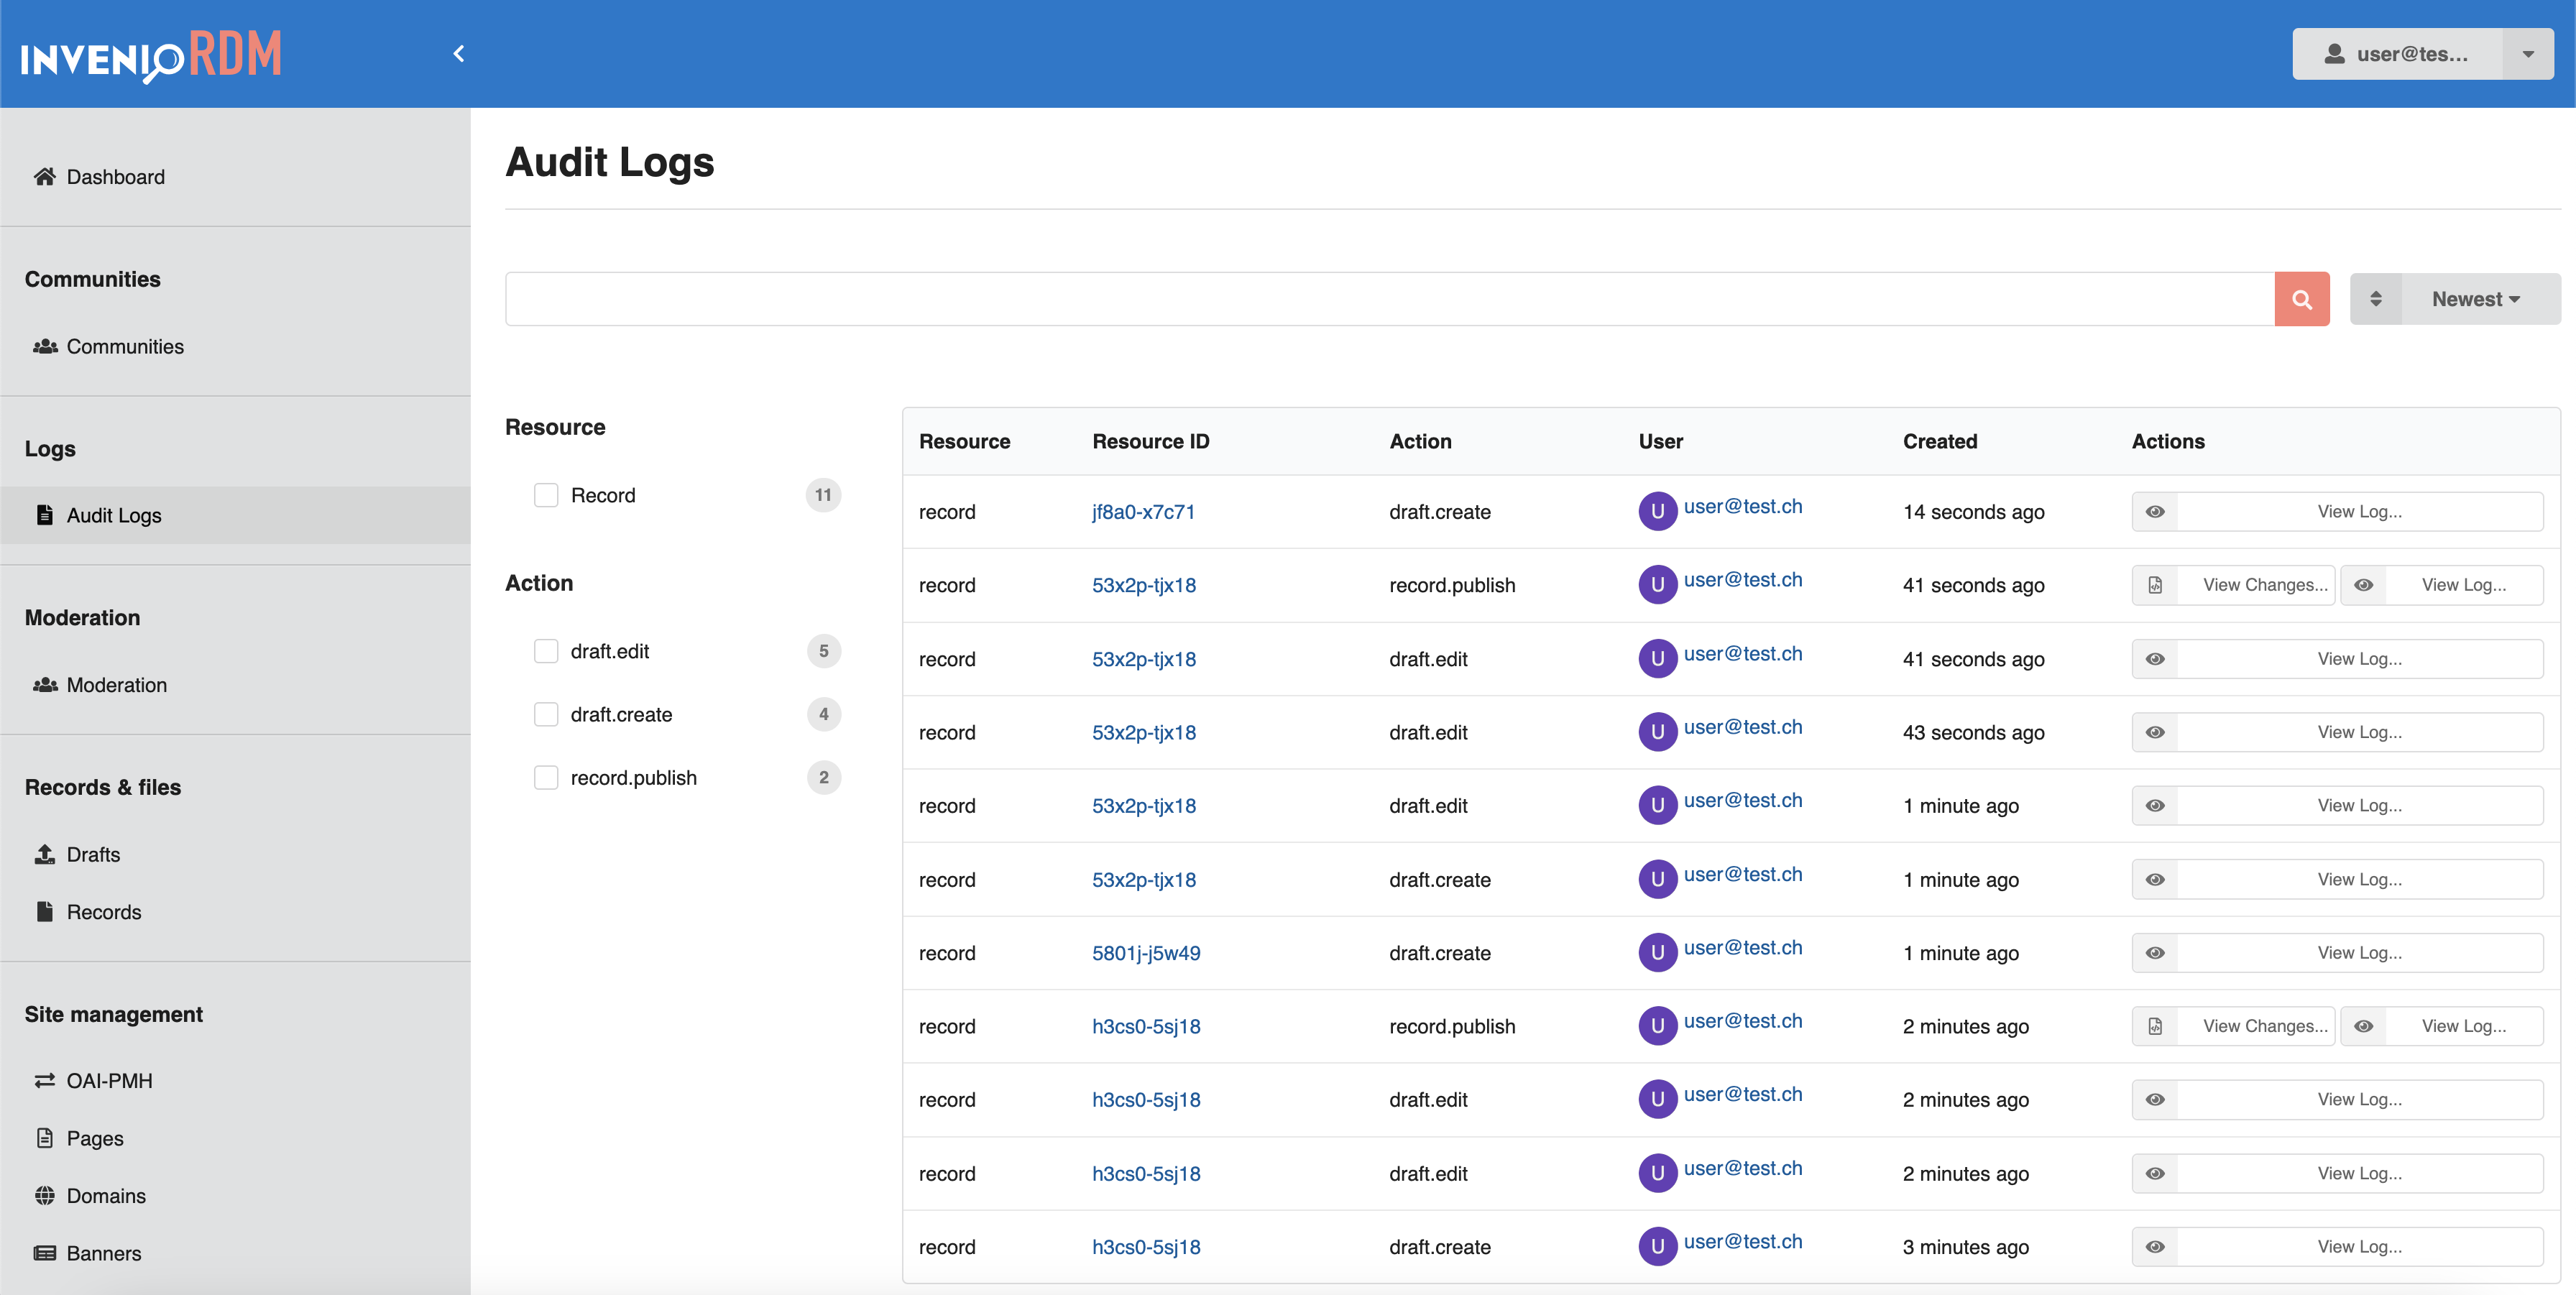 INVENIO RDM
user@tes...
Dashboard
Communities
Communities
Logs
Audit Logs
Moderation
Moderation
Records & files
Drafts
Records
Site management
OAI-PMH
Pages
Domains
Banners
Audit Logs
Newest
Resource
Record 11
Action
draft.edit 5
draft.create 4
record.publish 2
Resource Resource ID Action User Created Actions
record jf8a0-x7c71 draft.create U user@test.ch 14 seconds ago View Log...
record 53x2p-tjx18 record.publish U user@test.ch 41 seconds ago View Changes... View Log...
record 53x2p-tjx18 draft.edit U user@test.ch 41 seconds ago View Log...
record 53x2p-tjx18 draft.edit U user@test.ch 43 seconds ago View Log...
record 53x2p-tjx18 draft.edit U user@test.ch 1 minute ago View Log...
record 53x2p-tjx18 draft.create U user@test.ch 1 minute ago View Log...
record 5801j-j5w49 draft.create U user@test.ch 1 minute ago View Log...
record h3cs0-5sj18 record.publish U user@test.ch 2 minutes ago View Changes... View Log...
record h3cs0-5sj18 draft.edit U user@test.ch 2 minutes ago View Log...
record h3cs0-5sj18 draft.edit U user@test.ch 2 minutes ago View Log...
record h3cs0-5sj18 draft.create U user@test.ch 3 minutes ago View Log...